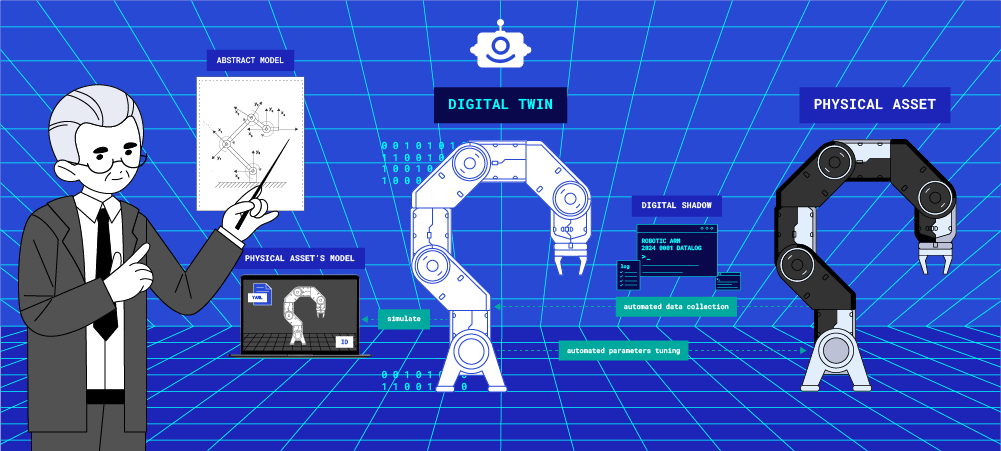 ABSTRACT MODEL
DIGITAL TWIN
PHYSICAL ASSET
0 0 1 0 1 0 1
1 1 0 0 1 0
1 0 0 1 0
1 0 0 0
DIGITAL SHADOW
ROBOTIC ARM
2024 0001 DATALOG
>_
log
PHYSICAL ASSET'S MODEL
YAML
ID
simulate
automated data collection
automated parameters tuning
0 0 1 0 1
1 1 0 0 1 0